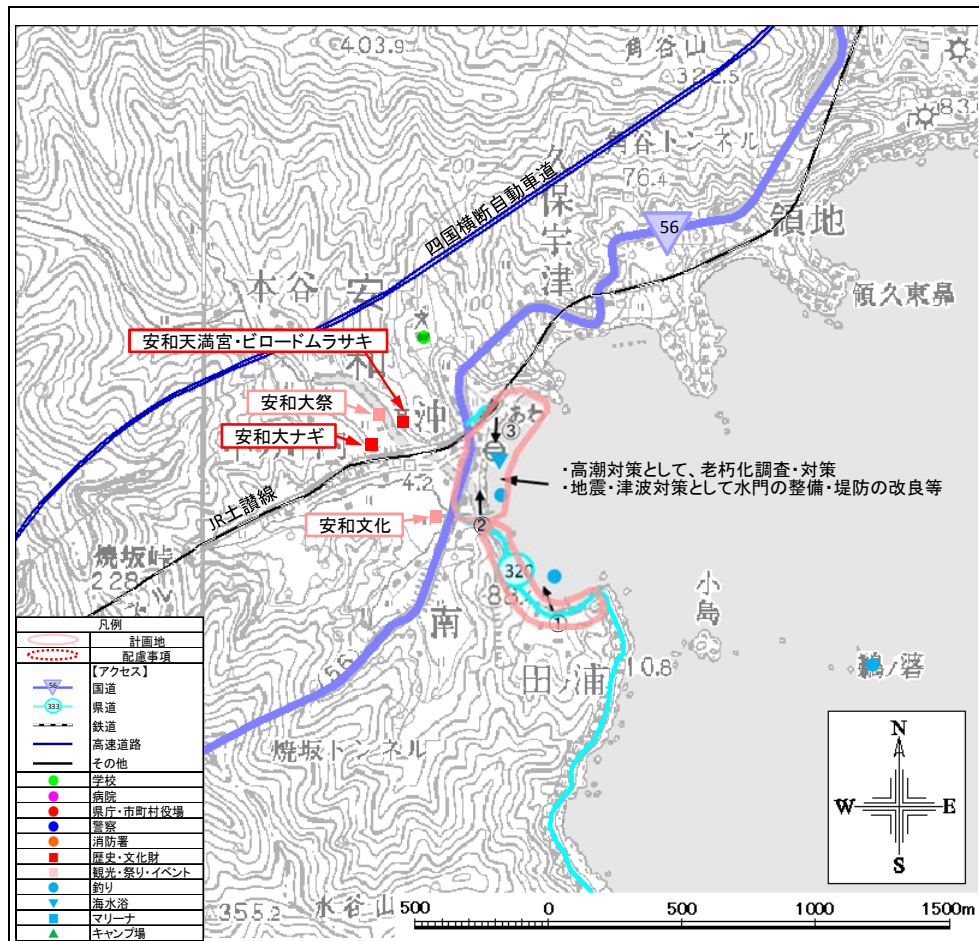 403.9
角谷山
322.5
83.
角谷トンネル
久保宇津
76.4
四国横断自動車道
56
領地
本谷
安和
文
安和天満宮・ビロードムラサキ
安和大祭
沖
あわ
③
安和大ナギ
・高潮対策として、老朽化調査・対策
・地震・津波対策として水門の整備・堤防の改良等
4.2
JR土讃線
安和文化
②
焼坂峠
228
320
88.
小島
①
南
田ノ浦
10.8
焼坂トンネル
凡例
計画地
配慮事項
【アクセス】
56
国道
333
県道
鉄道
高速道路
その他
学校
病院
県庁・市町村役場
警察
消防署
歴史・文化財
観光・祭り・イベント
釣り
海水浴
マリーナ
キャンプ場
N
W
E
S
355.2
水谷山
500
0
500
1000
1500m